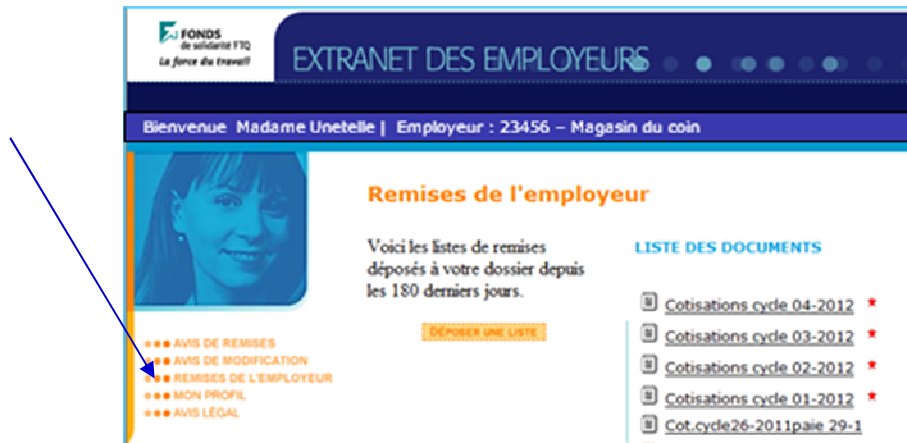 FONDS
de solidarité FTQ
La force du travail
EXTRANET DES EMPLOYEURS
Bienvenue Madame Unetelle | Employeur : 23456 – Magasin du coin
Remises de l'employeur
Voici les listes de remises
déposés à votre dossier depuis
les 180 derniers jours.
DÉPOSER UNE LISTE
LISTE DES DOCUMENTS
Cotisations cycle 04-2012 *
Cotisations cycle 03-2012 *
Cotisations cycle 02-2012 *
Cotisations cycle 01-2012 *
Cot.cycle26-2011paie 29-1
AVIS DE REMISES
AVIS DE MODIFICATION
REMISES DE L'EMPLOYEUR
MON PROFIL
AVIS LÉGAL